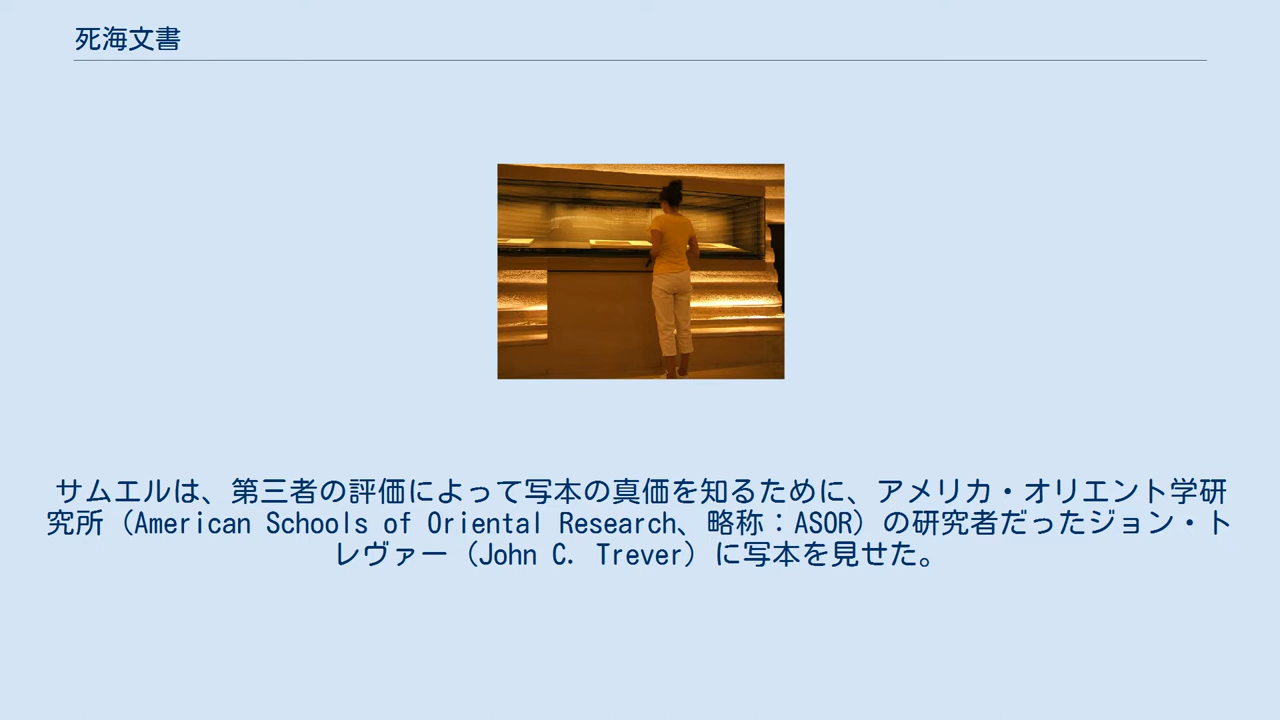 死海文書
サムエルは、第三者の評価によって写本の真価を知るために、アメリカ・オリエント学研
究所（American Schools of Oriental Research、略称：ASOR）の研究者だったジョン・ト
レヴァー（John C. Trever）に写本を見せた。